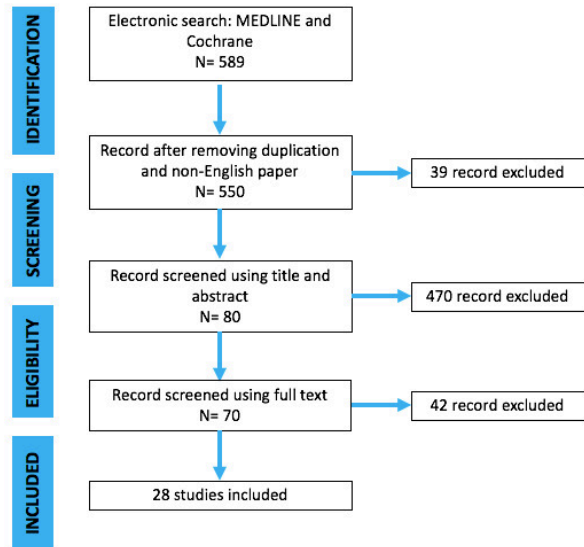 IDENTIFICATION
Electronic search: MEDLINE and
Cochrane
N= 589
Record after removing duplication
and non-English paper
N= 550
39 record excluded
SCREENING
Record screened using title and
abstract
N= 80
470 record excluded
ELIGIBILITY
Record screened using full text
N= 70
42 record excluded
INCLUDED
28 studies included